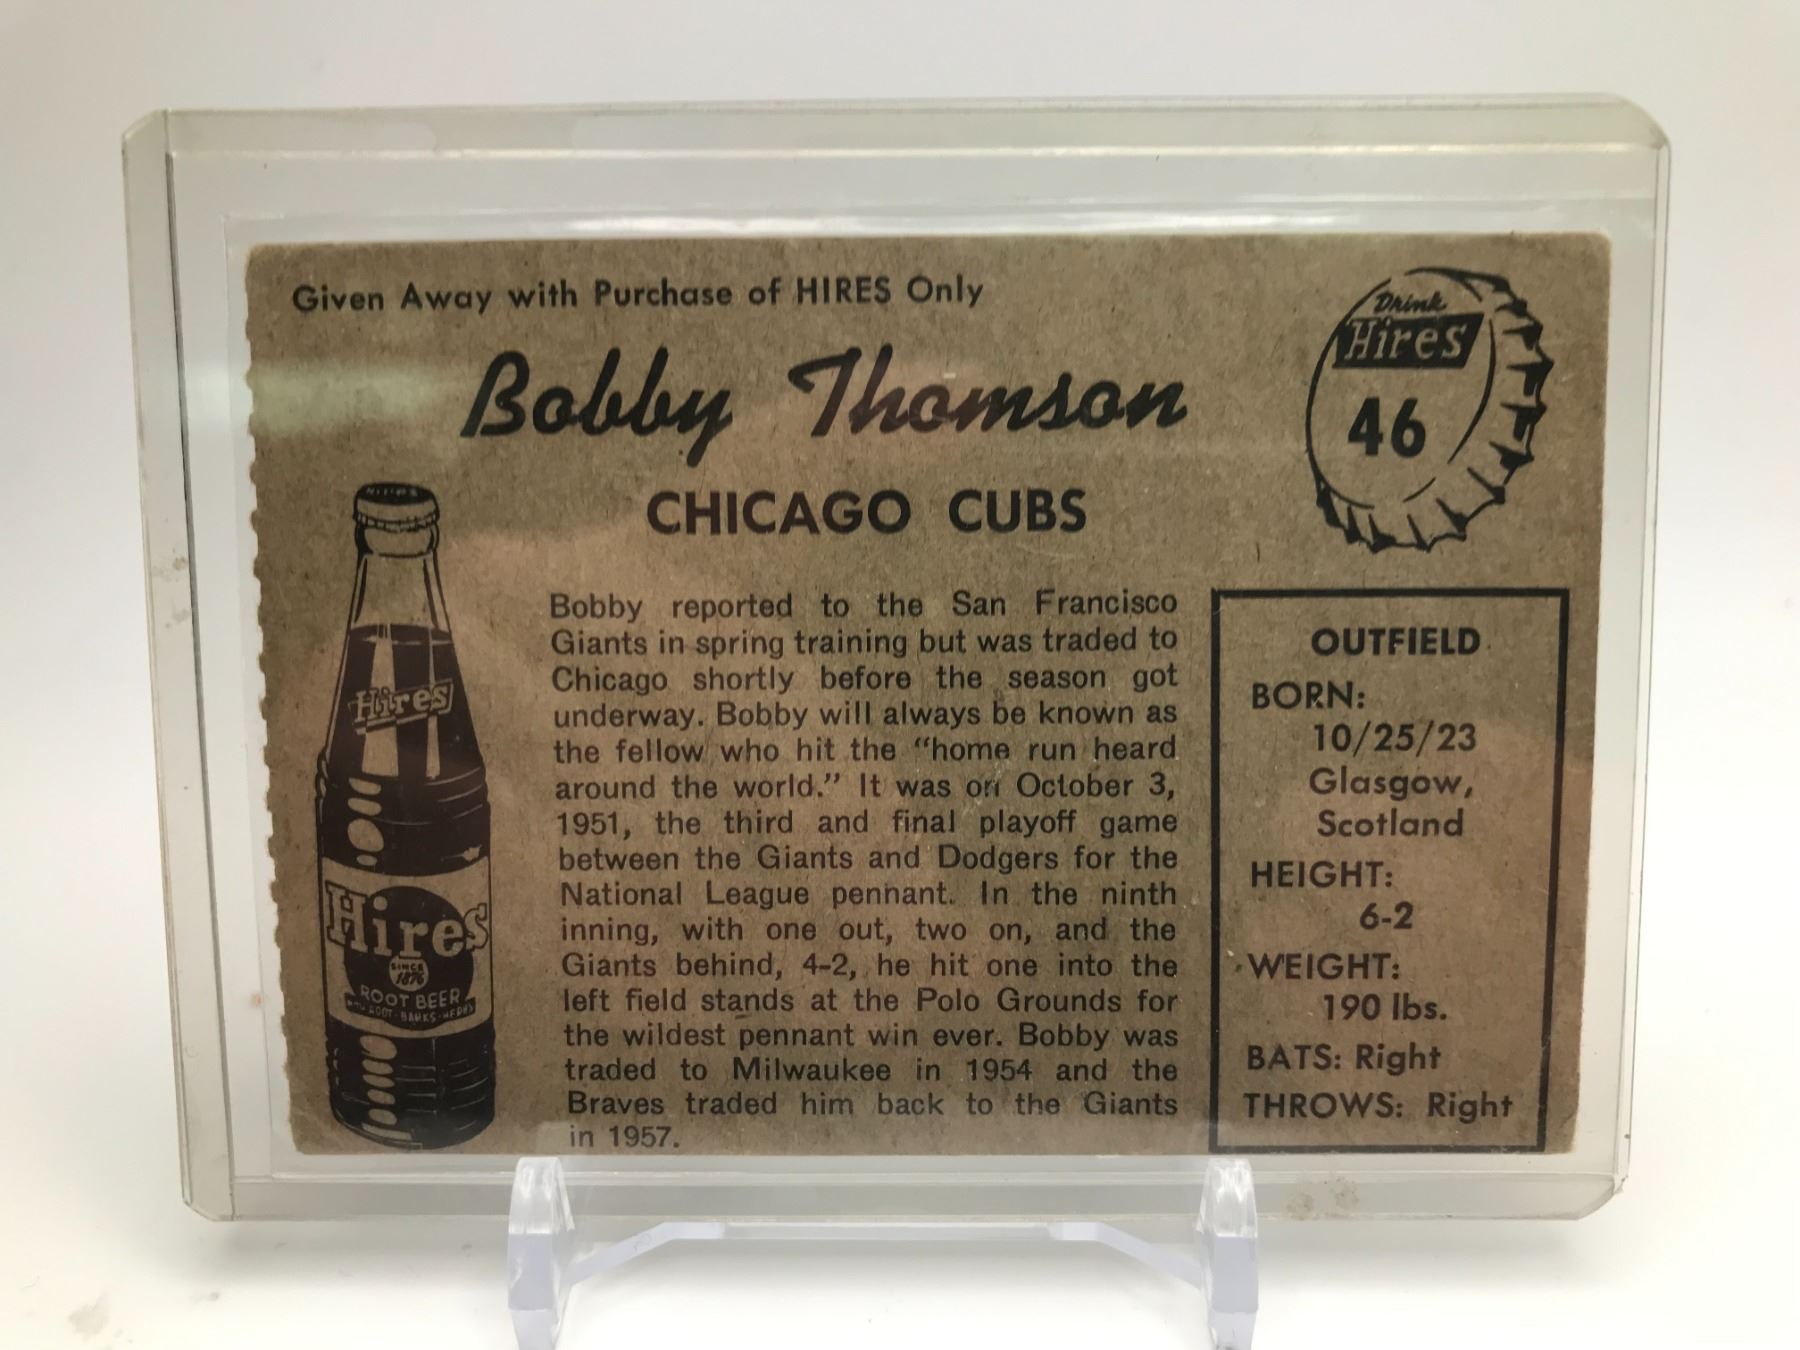 Given Away with Purchase of HIRES Only
Drink
Hires
46
Bobby Thomson
CHICAGO CUBS
Bobby reported to the San Francisco
Giants in spring training but was traded to
Chicago shortly before the season got
underway. Bobby will always be known as
the fellow who hit the "home run heard
around the world." It was on October 3,
1951, the third and final playoff game
between the Giants and Dodgers for the
National League pennant. In the ninth
inning, with one out, two on, and the
Giants behind, 4-2, he hit one into the
left field stands at the Polo Grounds for
the wildest pennant win ever. Bobby was
traded to Milwaukee in 1954 and the
Braves traded him back to the Giants
in 1957.
OUTFIELD
BORN:
10/25/23
Glasgow,
Scotland
HEIGHT:
6-2
WEIGHT:
190 lbs.
BATS: Right
THROWS: Right
Hires
Hires
SINCE
1876
ROOT BEER
ROOT-BARKS-HERBS